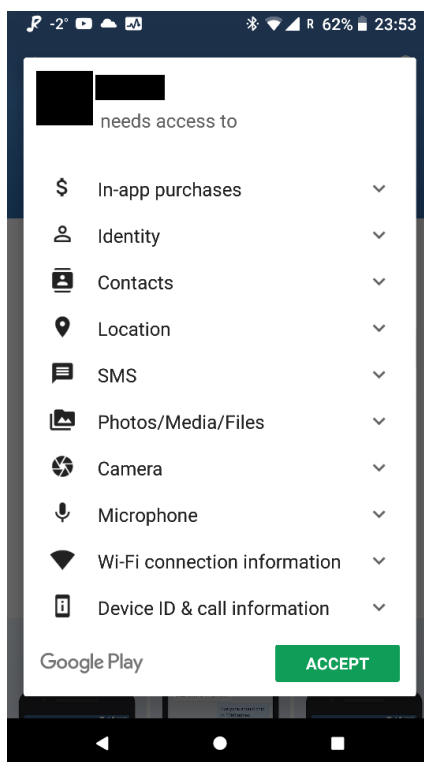 -2° R 62% 23:53
needs access to
$ In-app purchases
Identity
Contacts
Location
SMS
Photos/Media/Files
Camera
Microphone
Wi-Fi connection information
Device ID & call information
Google Play ACCEPT